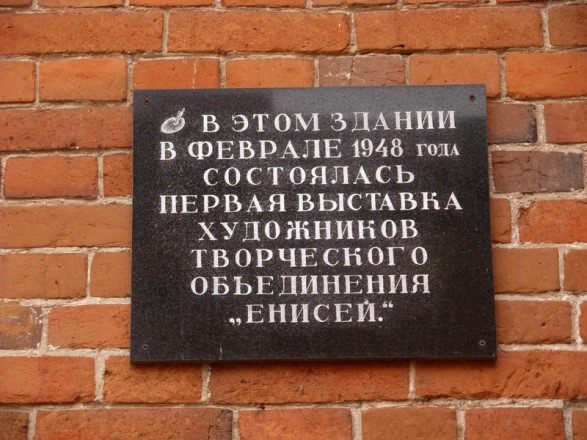 В ЭТОМ ЗДАНИИ
В ФЕВРАЛЕ 1948 ГОДА
СОСТОЯЛАСЬ
ПЕРВАЯ ВЫСТАВКА
ХУДОЖНИКОВ
ТВОРЧЕСКОГО
ОБЪЕДИНЕНИЯ
„ЕНИСЕЙ.“